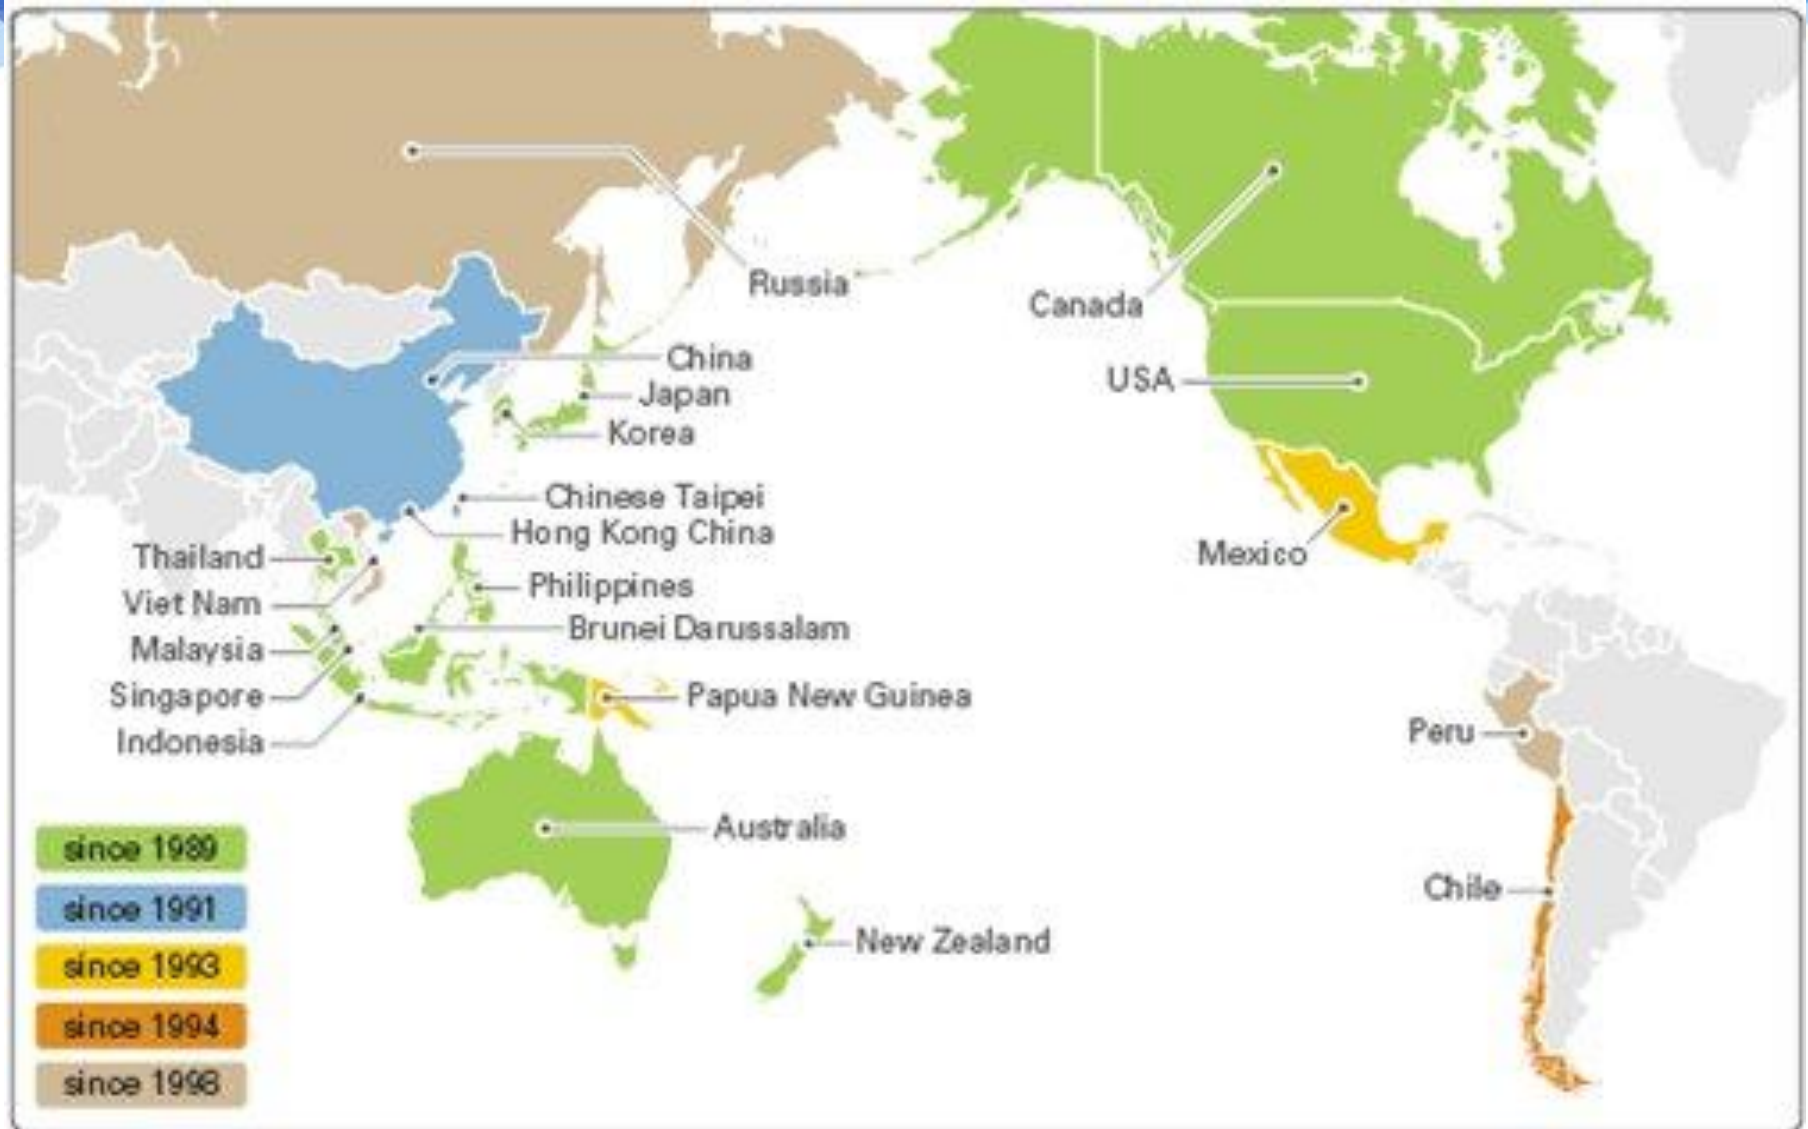 Russia
Canada
China
USA
Japan
Korea
Chinese Taipei
Hong Kong China
Thailand
Mexico
Philippines
Viet Nam
Brunei Darussalam
Malaysia
Singapore
Papua New Guinea
Peru
Indonesia
Australia
since 1989
Chile
since 1991
New Zealand
since 1993
since 1994
since 1998